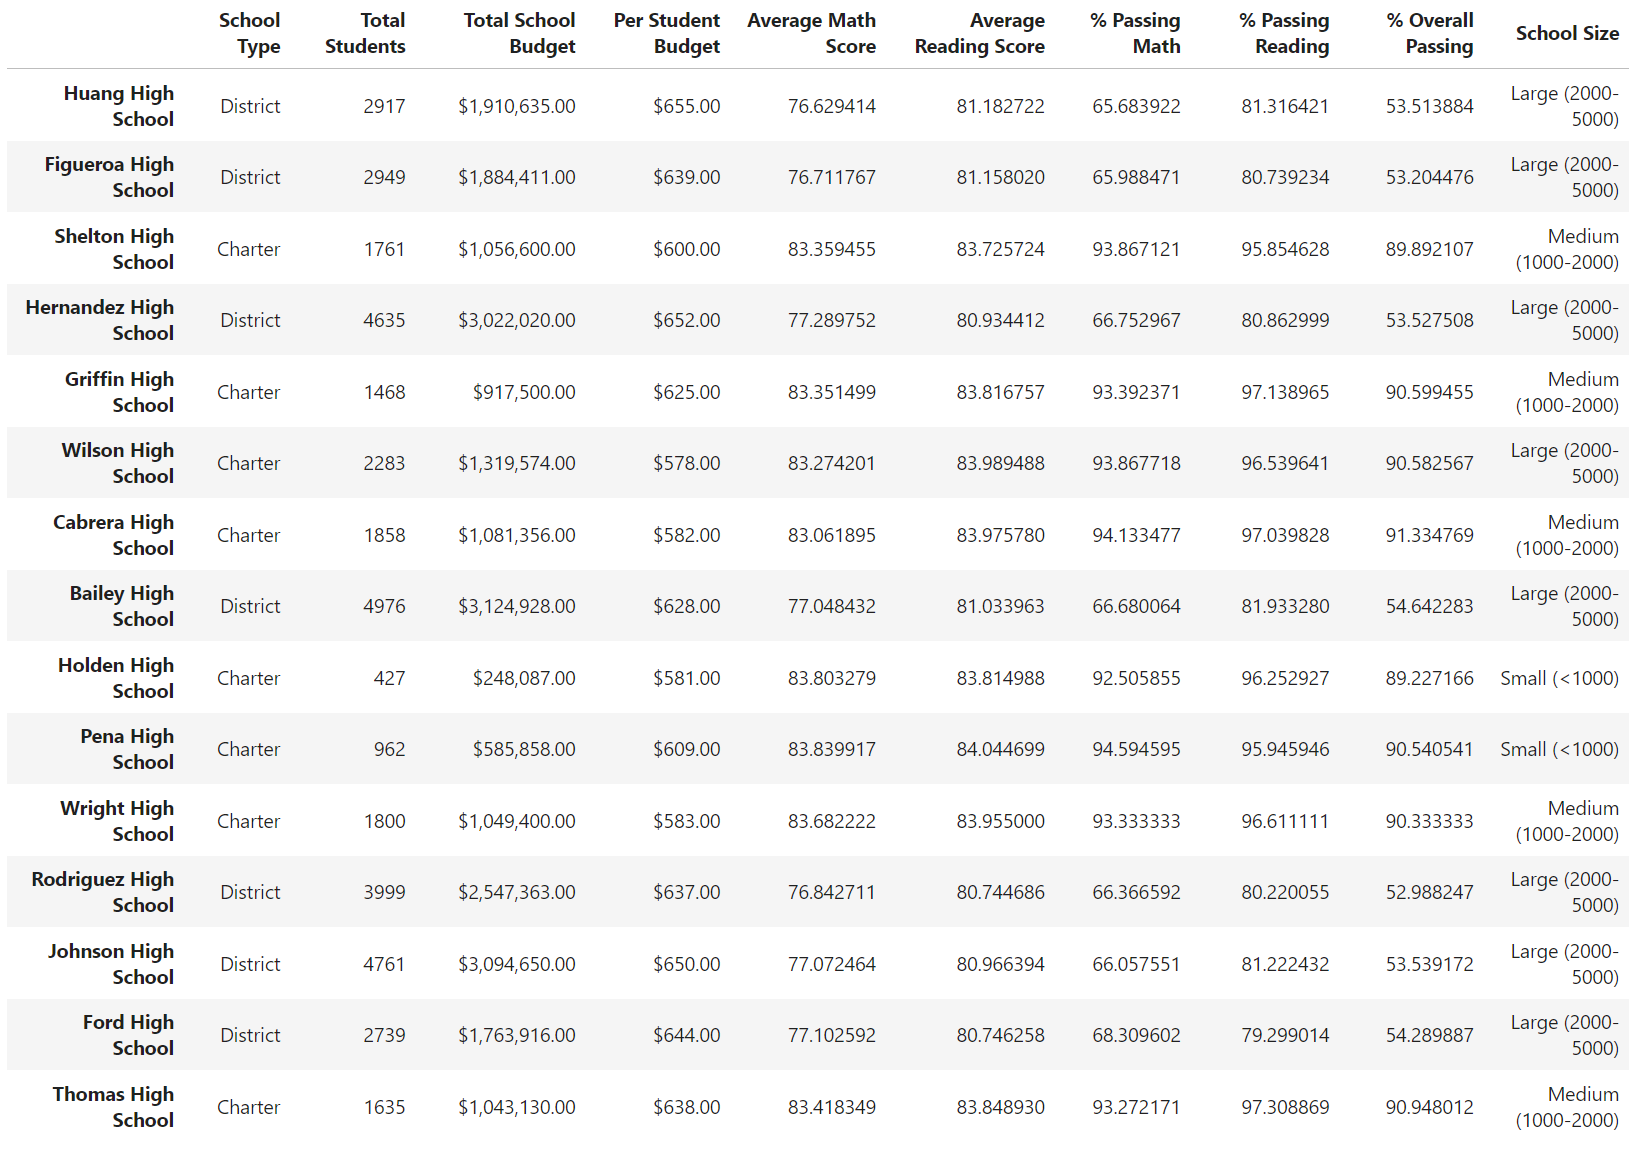 School Type Total Students Total School Budget Per Student Budget Average Math Score Average Reading Score % Passing Math % Passing Reading % Overall Passing School Size
Huang High School District 2917 $1,910,635.00 $655.00 76.629414 81.182722 65.683922 81.316421 53.513884 Large (2000-5000)
Figueroa High School District 2949 $1,884,411.00 $639.00 76.711767 81.158020 65.988471 80.739234 53.204476 Large (2000-5000)
Shelton High School Charter 1761 $1,056,600.00 $600.00 83.359455 83.725724 93.867121 95.854628 89.892107 Medium (1000-2000)
Hernandez High School District 4635 $3,022,020.00 $652.00 77.289752 80.934412 66.752967 80.862999 53.527508 Large (2000-5000)
Griffin High School Charter 1468 $917,500.00 $625.00 83.351499 83.816757 93.392371 97.138965 90.599455 Medium (1000-2000)
Wilson High School Charter 2283 $1,319,574.00 $578.00 83.274201 83.989488 93.867718 96.539641 90.582567 Large (2000-5000)
Cabrera High School Charter 1858 $1,081,356.00 $582.00 83.061895 83.975780 94.133477 97.039828 91.334769 Medium (1000-2000)
Bailey High School District 4976 $3,124,928.00 $628.00 77.048432 81.033963 66.680064 81.933280 54.642283 Large (2000-5000)
Holden High School Charter 427 $248,087.00 $581.00 83.803279 83.814988 92.505855 96.252927 89.227166 Small (<1000)
Pena High School Charter 962 $585,858.00 $609.00 83.839917 84.044699 94.594595 95.945946 90.540541 Small (<1000)
Wright High School Charter 1800 $1,049,400.00 $583.00 83.682222 83.955000 93.333333 96.611111 90.333333 Medium (1000-2000)
Rodriguez High School District 3999 $2,547,363.00 $637.00 76.842711 80.744686 66.366592 80.220055 52.988247 Large (2000-5000)
Johnson High School District 4761 $3,094,650.00 $650.00 77.072464 80.966394 66.057551 81.222432 53.539172 Large (2000-5000)
Ford High School District 2739 $1,763,916.00 $644.00 77.102592 80.746258 68.309602 79.299014 54.289887 Large (2000-5000)
Thomas High School Charter 1635 $1,043,130.00 $638.00 83.418349 83.848930 93.272171 97.308869 90.948012 Medium (1000-2000)